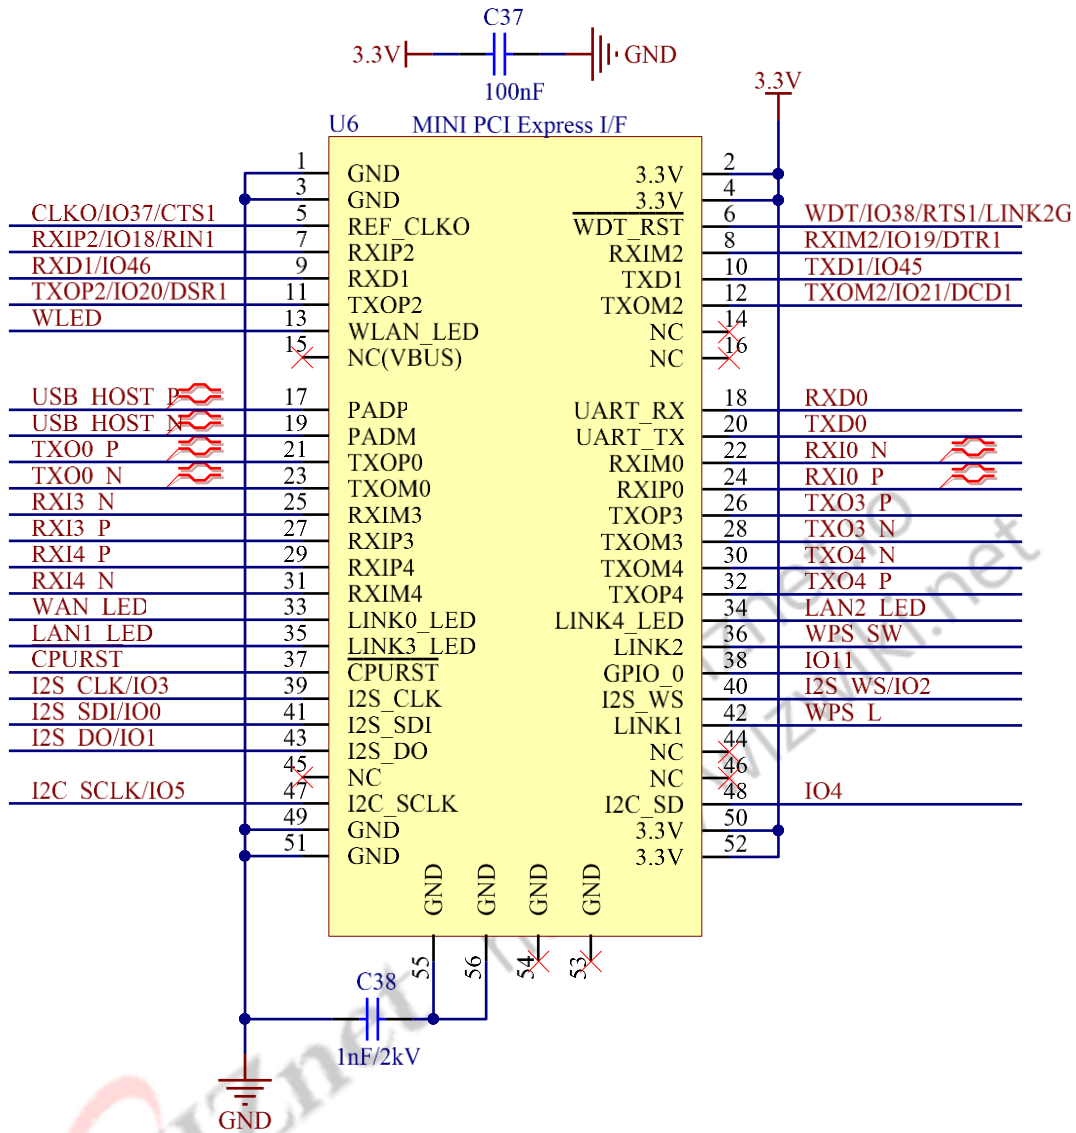 C37
3.3V GND
100nF
3.3V
U6 MINI PCI Express I/F
1 GND 3.3V 2
3 GND 3.3V 4
CLKO/IO37/CTS1 5 REF_CLKO WDT_RST 6 WDT/IO38/RTS1/LINK2G
RXIP2/IO18/RIN1 7 RXIP2 RXIM2 8 RXIM2/IO19/DTR1
RXD1/IO46 9 RXD1 TXD1 10 TXD1/IO45
TXOP2/IO20/DSR1 11 TXOP2 TXOM2 12 TXOM2/IO21/DCD1
WLED 13 WLAN_LED NC 14
15 NC(VBUS) NC 16
USB_HOST_P 17 PADP UART_RX 18 RXD0
USB_HOST_N 19 PADM UART_TX 20 TXD0
TXO0_P 21 TXOP0 RXIM0 22 RXI0_N
TXO0_N 23 TXOM0 RXIP0 24 RXI0_P
RXI3_N 25 RXIM3 TXOP3 26 TXO3_P
RXI3_P 27 RXIP3 TXOM3 28 TXO3_N
RXI4_P 29 RXIP4 TXOM4 30 TXO4_N
RXI4_N 31 RXIM4 TXOP4 32 TXO4_P
WAN_LED 33 LINK0_LED LINK4_LED 34 LAN2_LED
LAN1_LED 35 LINK3_LED LINK2 36 WPS_SW
CPURST 37 CPURST GPIO_0 38 IO11
I2S_CLK/IO3 39 I2S_CLK I2S_WS 40 I2S_WS/IO2
I2S_SDI/IO0 41 I2S_SDI LINK1 42 WPS_L
I2S_DO/IO1 43 I2S_DO NC 44
45 NC NC 46
I2C_SCLK/IO5 47 I2C_SCLK I2C_SD 48 IO4
49 GND 3.3V 50
51 GND 3.3V 52
GND GND GND GND
55 56 54 53
C38
1nF/2kV
GND
wizwiki.net